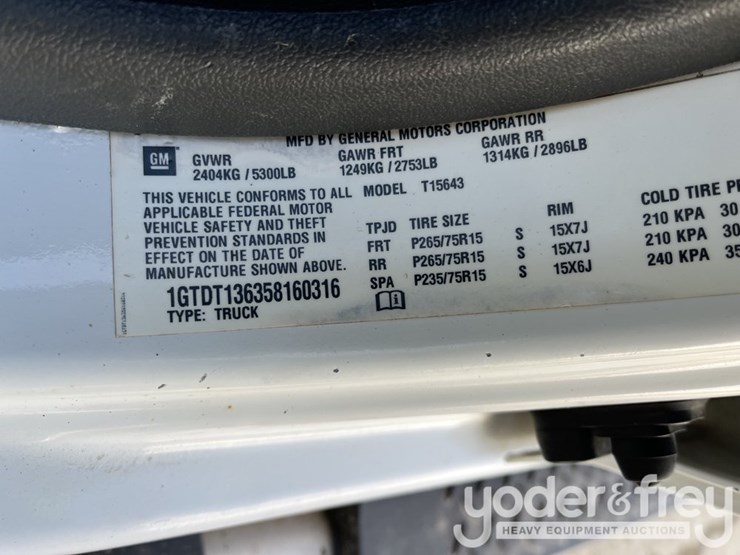 MFD BY GENERAL MOTORS CORPORATION
GM GVWR GAWR FRT GAWR RR
2404KG / 5300LB 1249KG / 2753LB 1314KG / 2896LB
THIS VEHICLE CONFORMS TO ALL MODEL T15643
APPLICABLE FEDERAL MOTOR
VEHICLE SAFETY AND THEFT
PREVENTION STANDARDS IN
EFFECT ON THE DATE OF
MANUFACTURE SHOWN ABOVE.
TPJD TIRE SIZE RIM COLD TIRE
FRT P265/75R15 S 15X7J 210 KPA 30
RR P265/75R15 S 15X7J 210 KPA 30
SPA P235/75R15 S 15X6J 240 KPA 35
1GTDT136358160316
TYPE: TRUCK
yoder&frey
HEAVY EQUIPMENT AUCTIONS